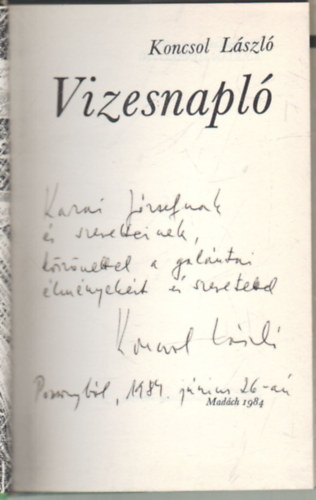 Koncsol László
Vizesnapló
Karai Józsefnek
és szeretteinek,
köszönettel a galántai
élményekért és szeretettel
Koncsol László
Pozsonyból, 1984. június 26-án
Madách 1984